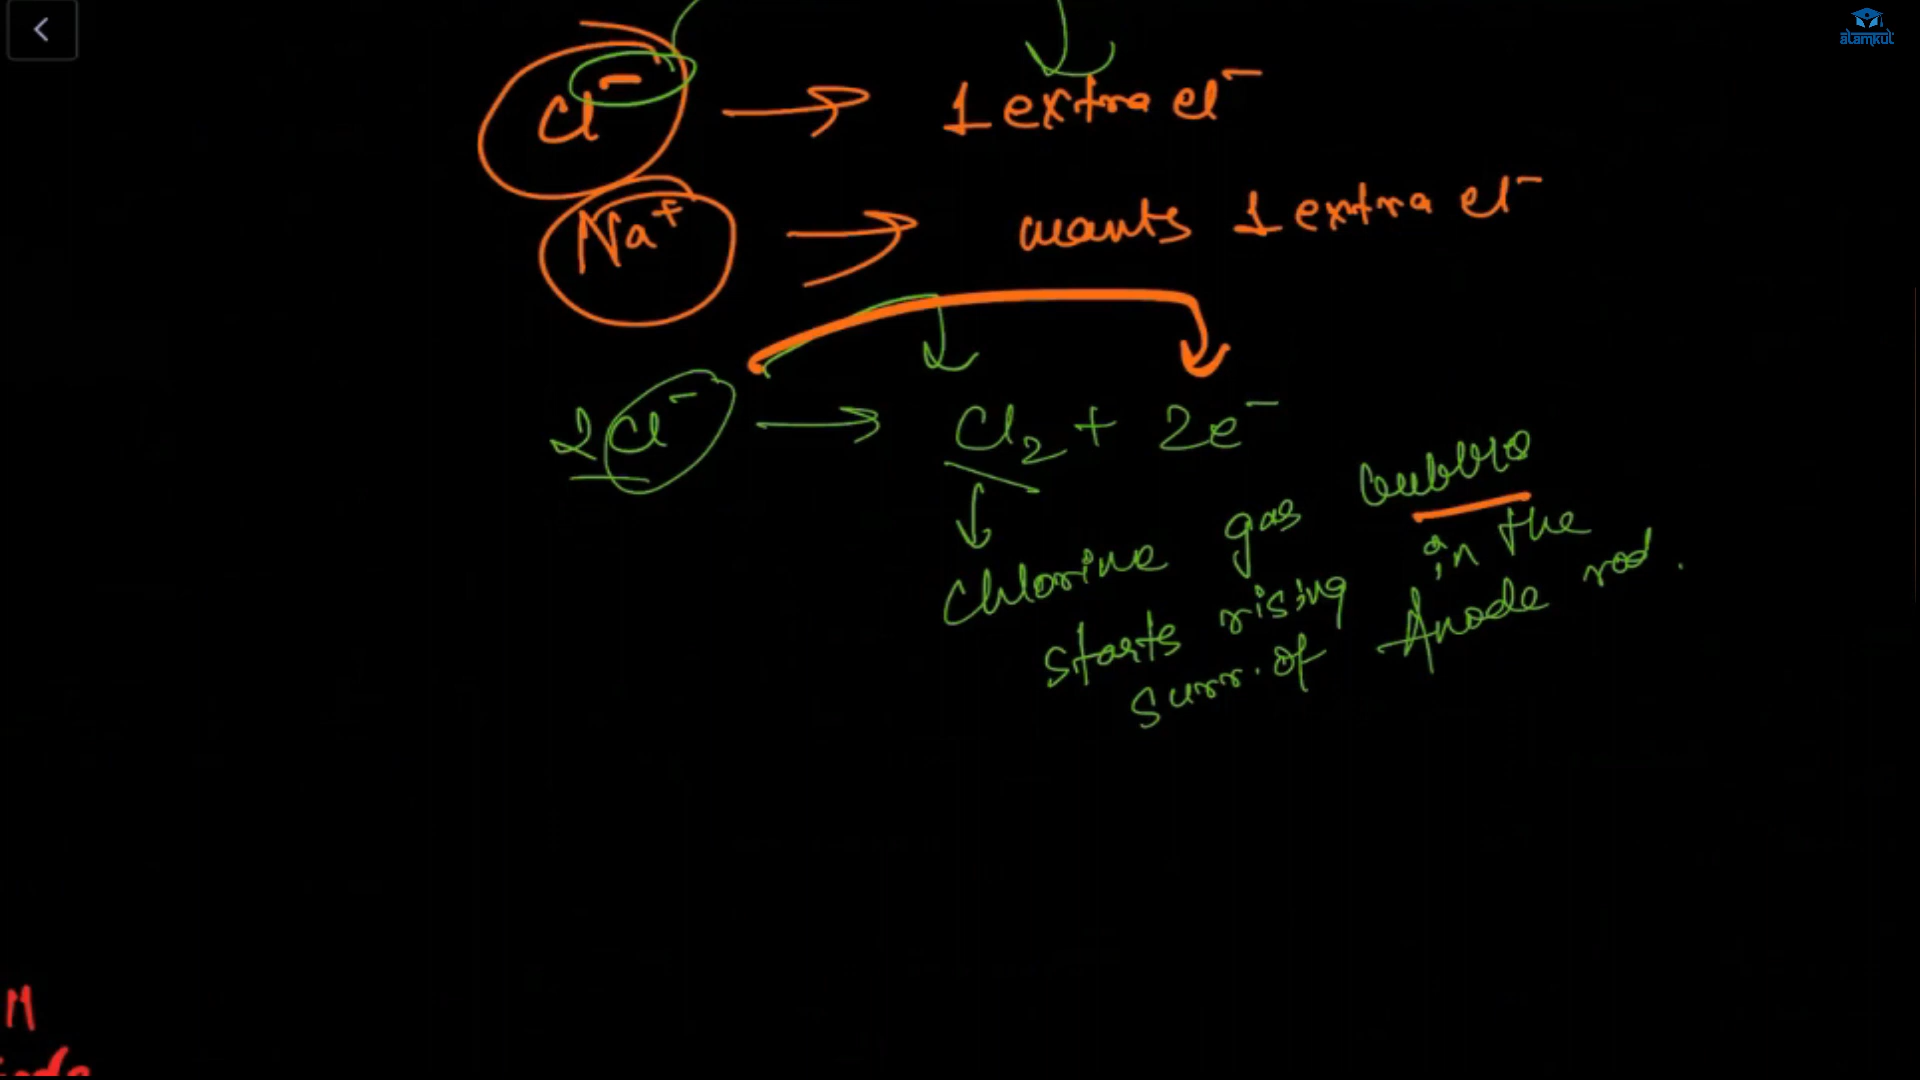 Cl⁻ → 1 extra el⁻
Na⁺ → wants 1 extra el⁻
2Cl⁻ → Cl₂ + 2e⁻
Chlorine gas bubbles
starts rising in the
surr. of Anode rod.
alamkul